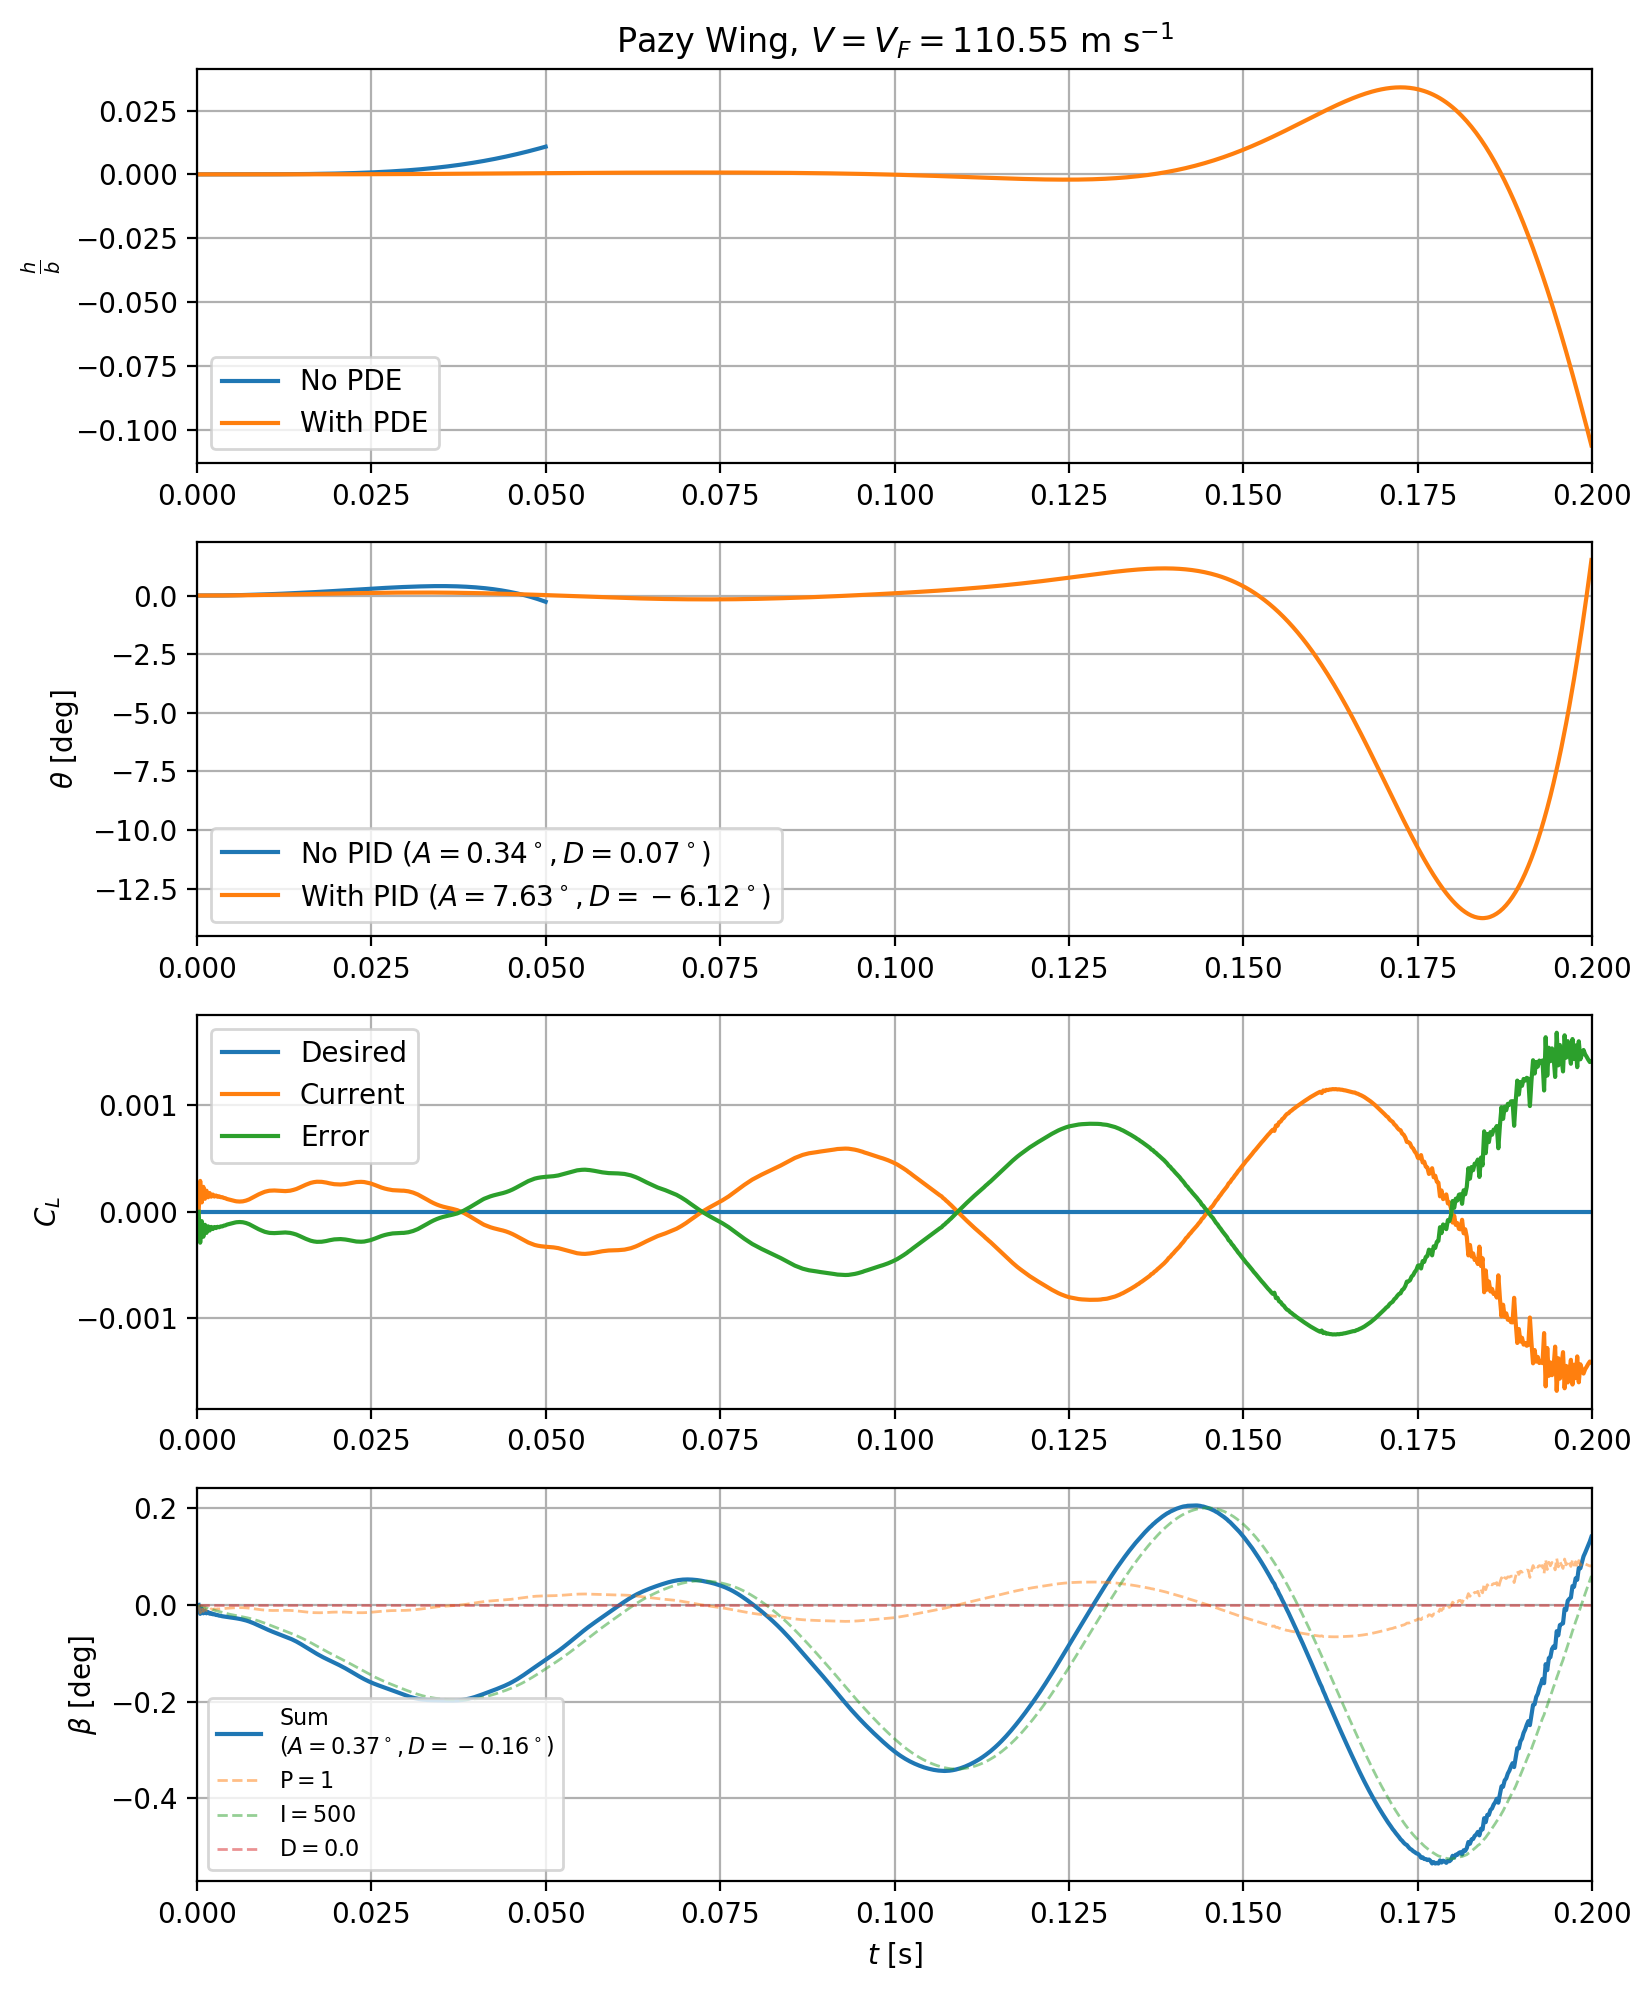 Pazy Wing, V = V_F = 110.55 m s⁻¹
0.025
0.000
−0.025
−0.050
−0.075
−0.100
h/b
No PDE
With PDE
0.000 0.025 0.050 0.075 0.100 0.125 0.150 0.175 0.200
0.0
−2.5
−5.0
−7.5
−10.0
−12.5
θ [deg]
No PID (A = 0.34°, D = 0.07°)
With PID (A = 7.63°, D = −6.12°)
0.000 0.025 0.050 0.075 0.100 0.125 0.150 0.175 0.200
0.001
0.000
−0.001
C_L
Desired
Current
Error
0.000 0.025 0.050 0.075 0.100 0.125 0.150 0.175 0.200
0.2
0.0
−0.2
−0.4
β [deg]
Sum
(A = 0.37°, D = −0.16°)
P = 1
I = 500
D = 0.0
0.000 0.025 0.050 0.075 0.100 0.125 0.150 0.175 0.200
t [s]